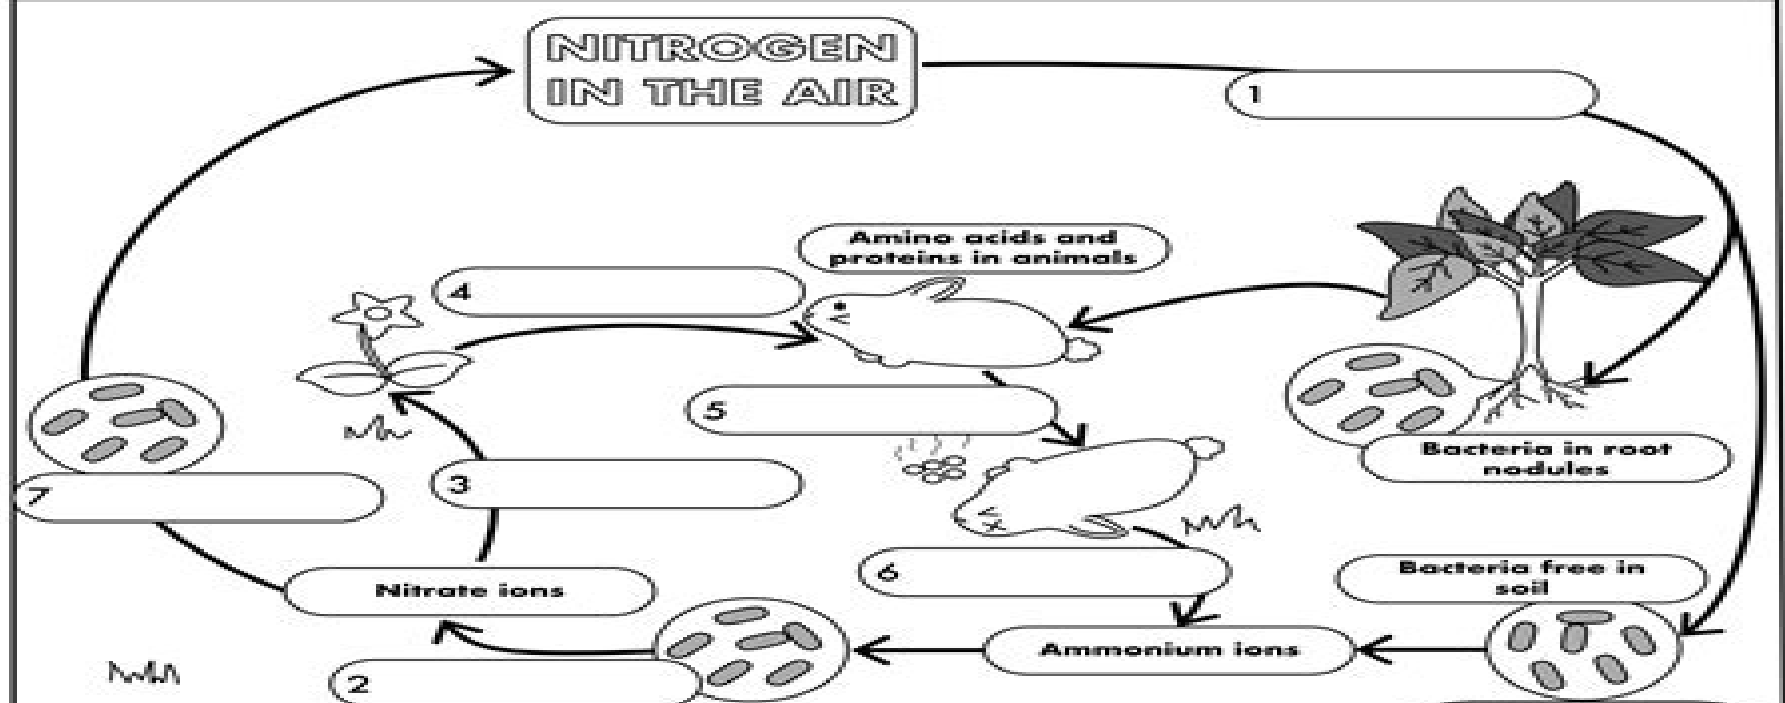 NITROGEN
IN THE AIR
1
Amino acids and
proteins in animals
4
5
Bacteria in root
nodules
3
7
Nitrate ions
6
Bacteria free in
soil
Ammonium ions
2